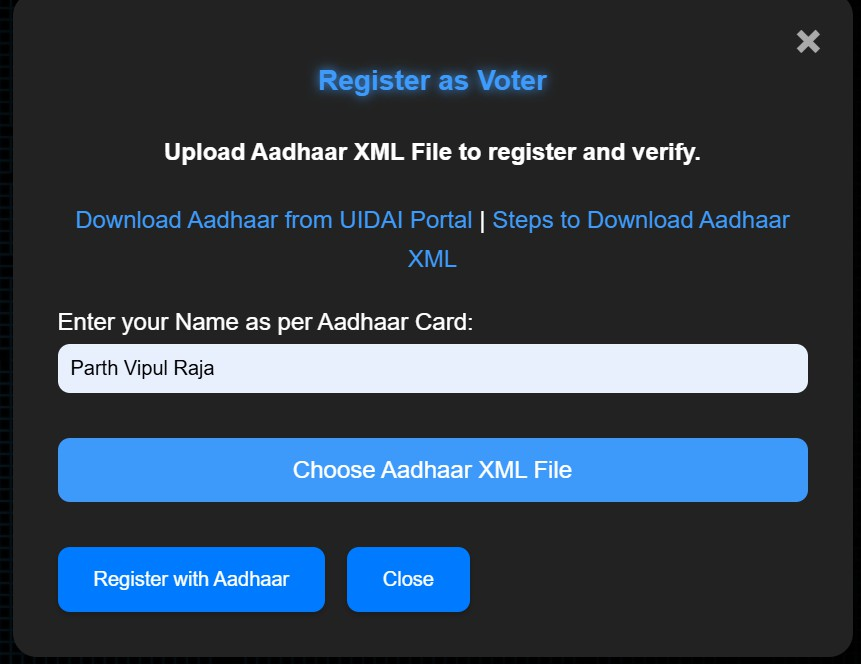 Register as Voter
Upload Aadhaar XML File to register and verify.
Download Aadhaar from UIDAI Portal | Steps to Download Aadhaar
XML
Enter your Name as per Aadhaar Card:
Parth Vipul Raja
Choose Aadhaar XML File
Register with Aadhaar
Close